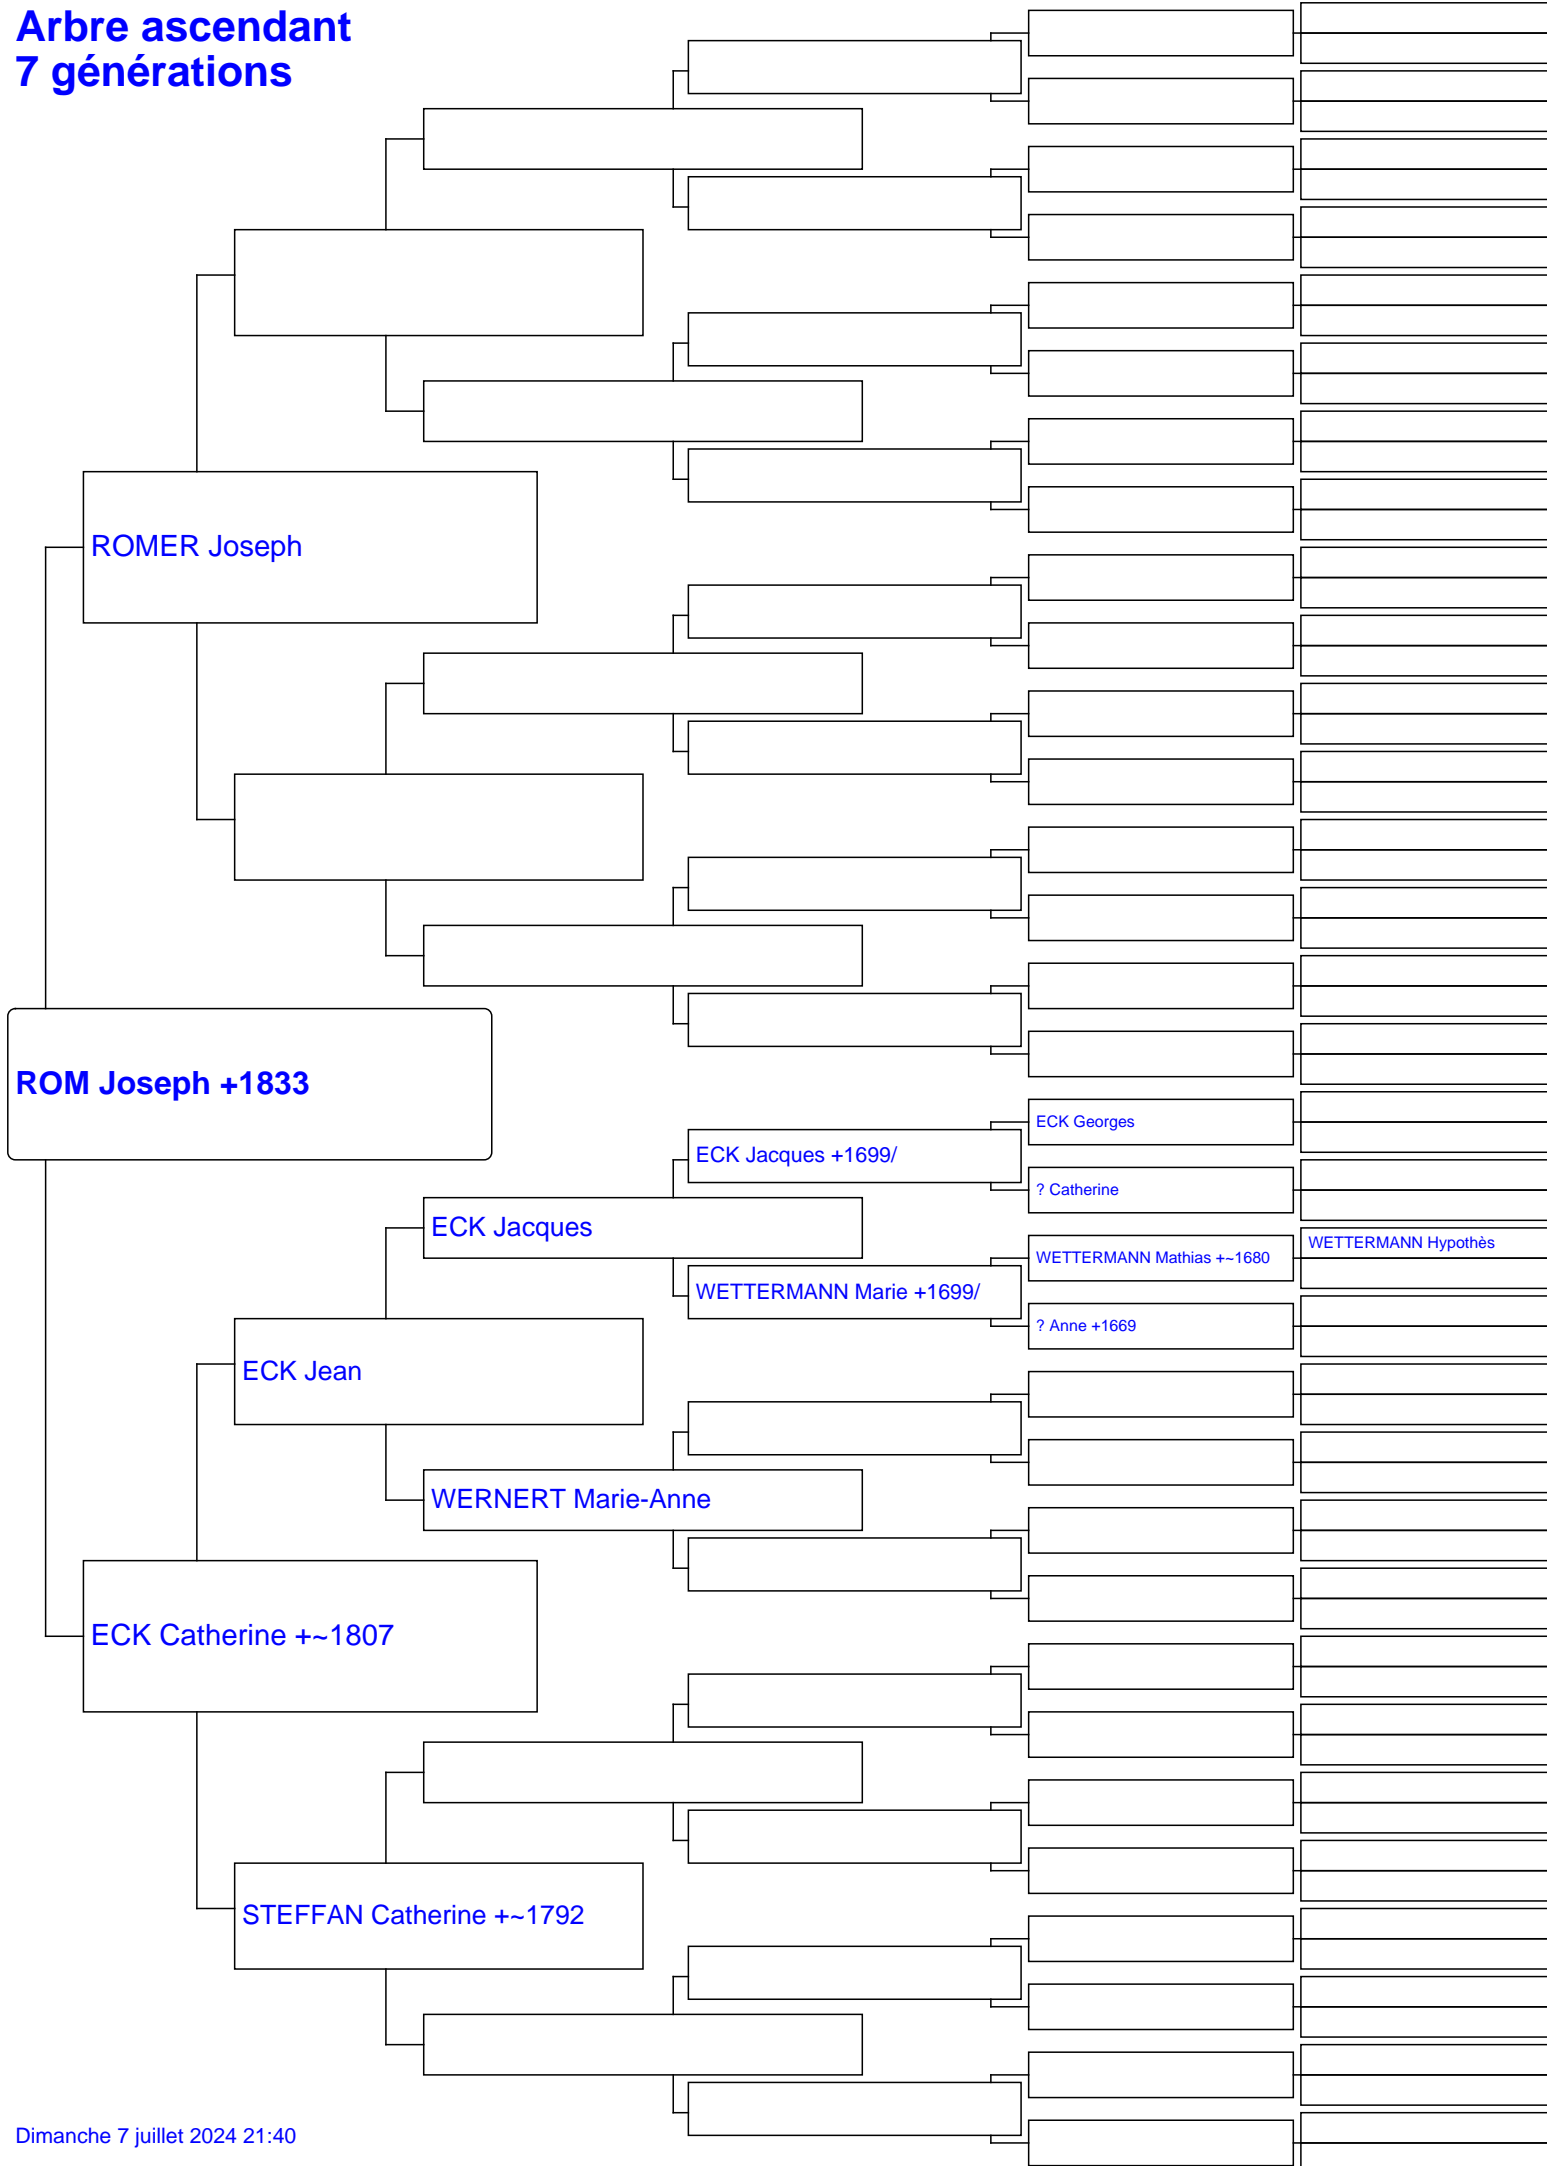 Arbre ascendant
7 générations
ROMER Joseph
ROM Joseph +1833
ECK Georges
ECK Jacques +1699/
? Catherine
ECK Jacques
WETTERMANN Hypothès
WETTERMANN Mathias +~1680
WETTERMANN Marie +1699/
? Anne +1669
ECK Jean
WERNERT Marie-Anne
ECK Catherine +~1807
STEFFAN Catherine +~1792
Dimanche 7 juillet 2024 21:40